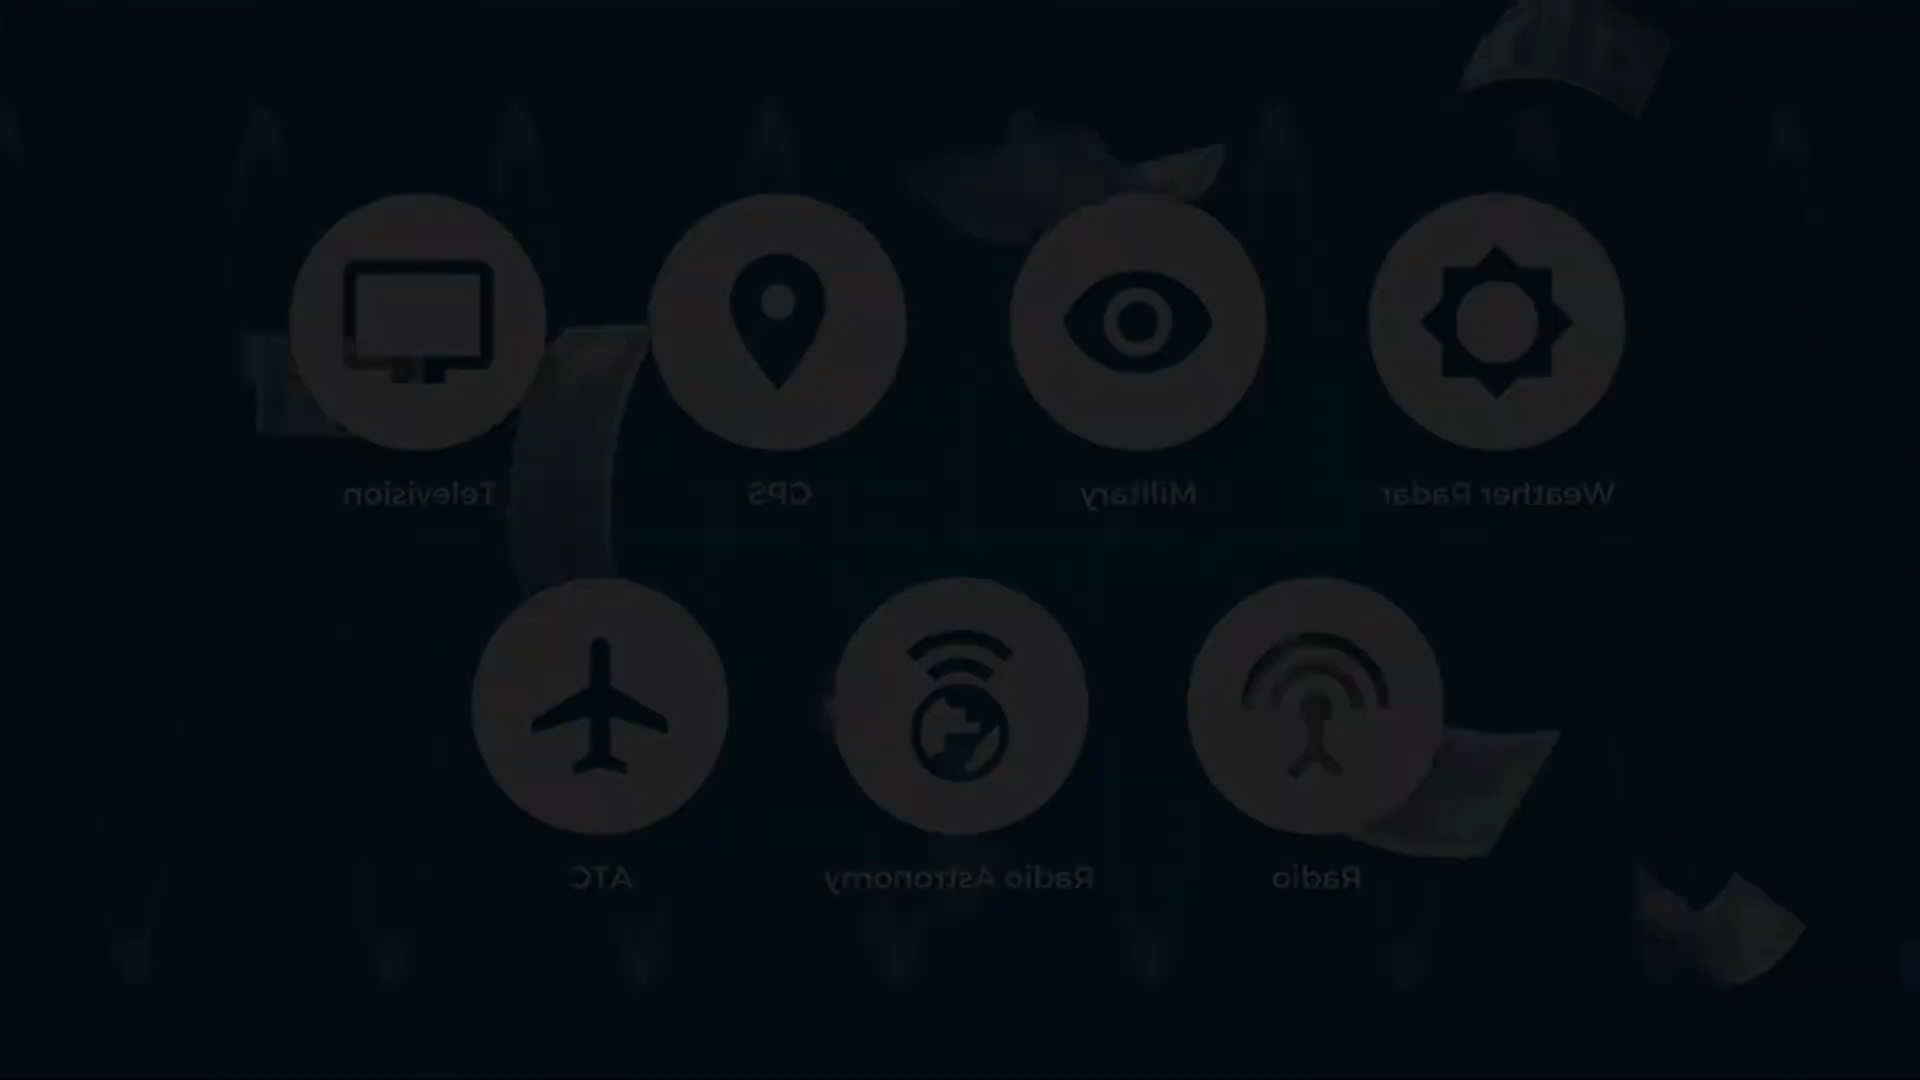 Television
GPS
Military
Weather Radar
ATC
Radio Astronomy
Radio